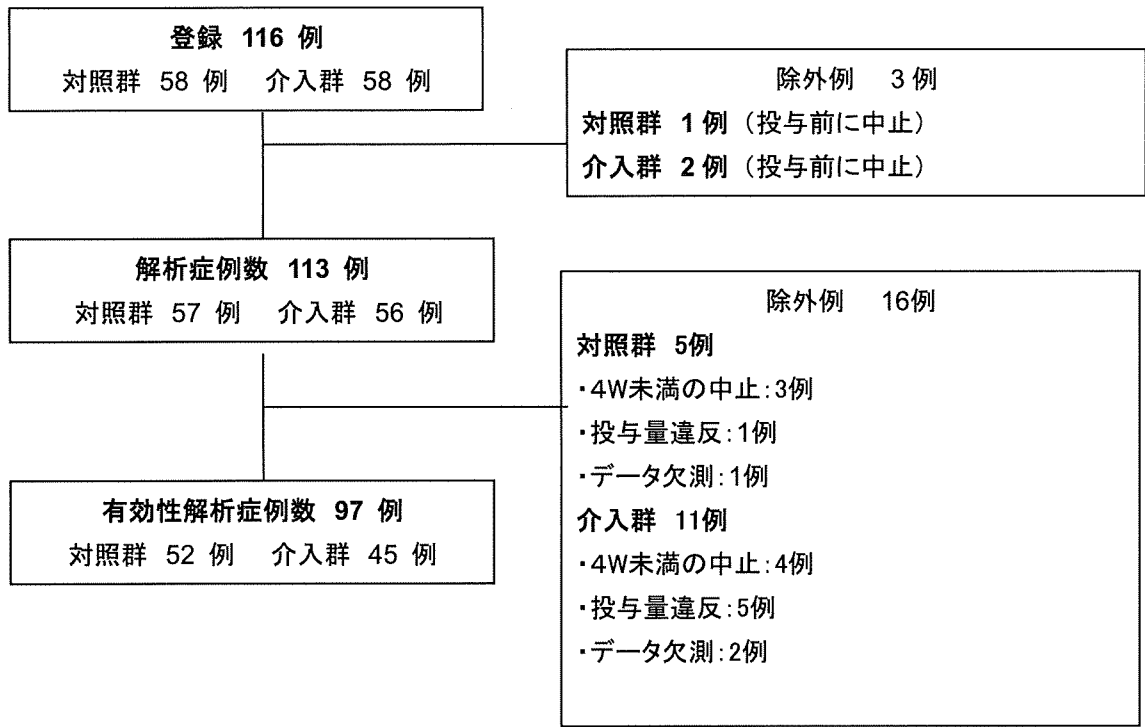 登録 116 例
対照群 58 例 介入群 58 例
除外例 3 例
対照群 1 例 (投与前に中止)
介入群 2 例 (投与前に中止)
解析症例数 113 例
対照群 57 例 介入群 56 例
除外例 16例
対照群 5例
・4W未満の中止:3例
・投与量違反:1例
・データ欠測:1例
介入群 11例
・4W未満の中止:4例
・投与量違反:5例
・データ欠測:2例
有効性解析症例数 97 例
対照群 52 例 介入群 45 例